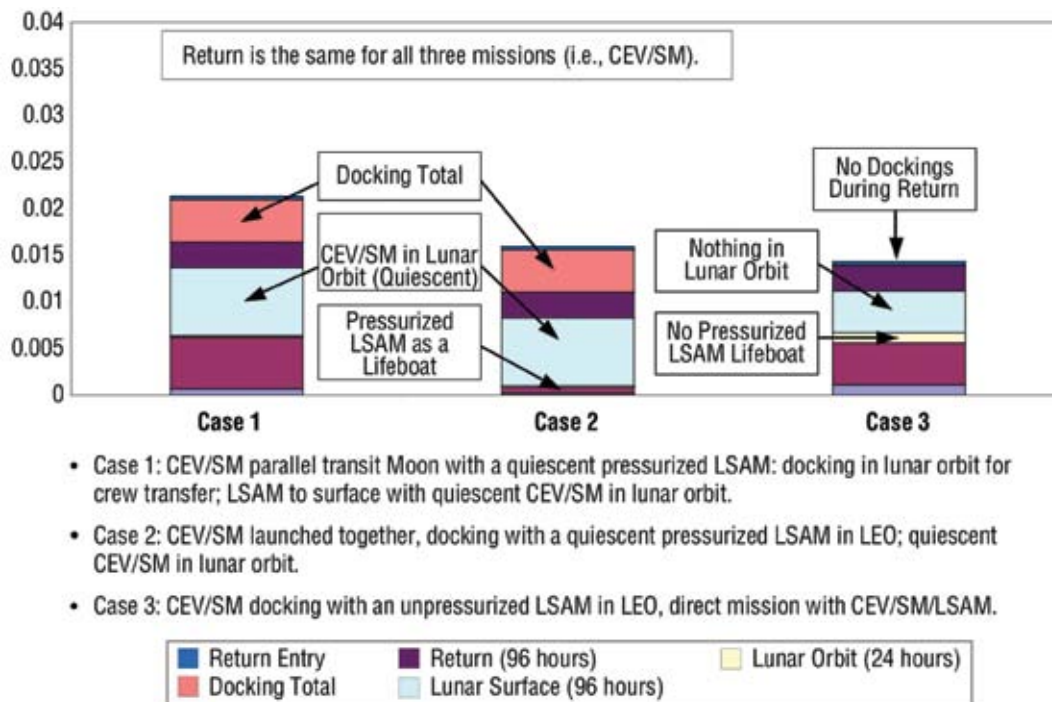 0.04
Return is the same for all three missions (i.e., CEV/SM).
0.035
0.03
0.025
0.02
0.015
0.01
0.005
0
Docking Total
No Dockings
During Return
CEV/SM in Lunar
Orbit (Quiescent)
Nothing in
Lunar Orbit
Pressurized
LSAM as a
Lifeboat
No Pressurized
LSAM Lifeboat
Case 1
Case 2
Case 3
• Case 1: CEV/SM parallel transit Moon with a quiescent pressurized LSAM: docking in lunar orbit for
crew transfer; LSAM to surface with quiescent CEV/SM in lunar orbit.
• Case 2: CEV/SM launched together, docking with a quiescent pressurized LSAM in LEO; quiescent
CEV/SM in lunar orbit.
• Case 3: CEV/SM docking with an unpressurized LSAM in LEO, direct mission with CEV/SM/LSAM.
Return Entry
Return (96 hours)
Lunar Orbit (24 hours)
Docking Total
Lunar Surface (96 hours)